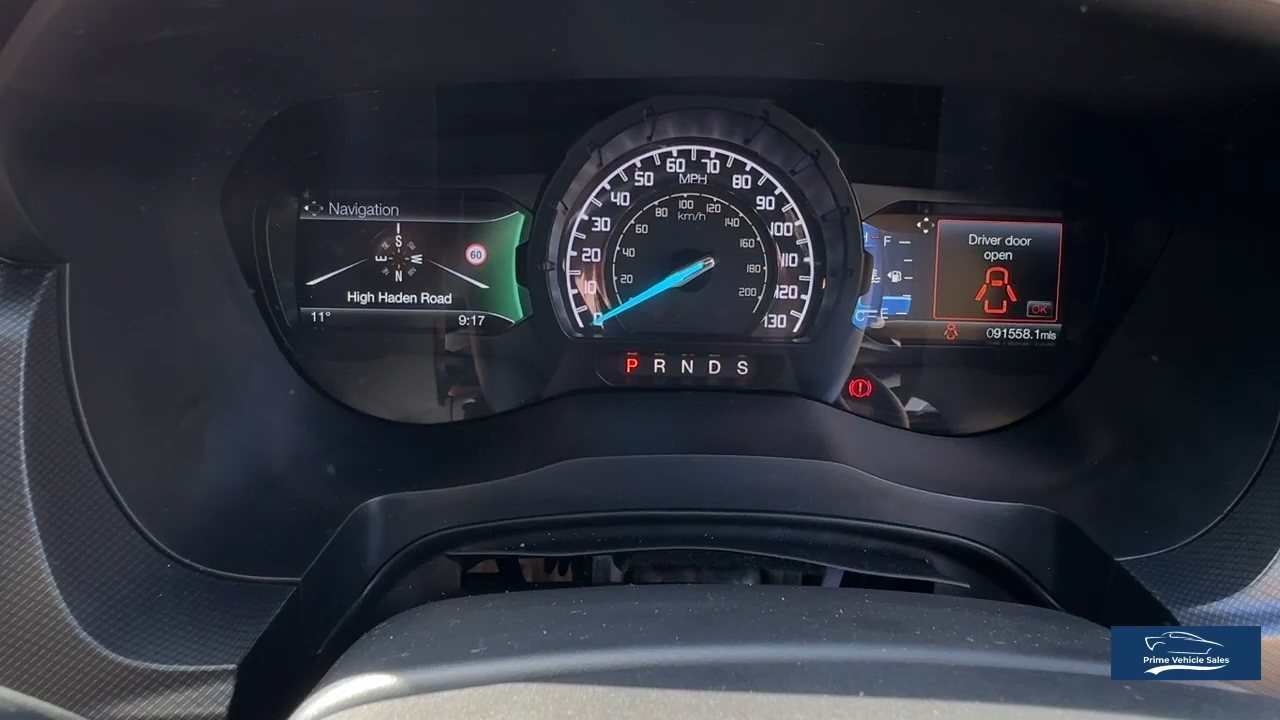 Navigation
S
E W
N
60
High Haden Road
11° 9:17
0 10 20 30 40 50 60 70 80 90 100 110 120 130
MPH
20 40 60 80 100 120 140 160 180 200
km/h
P R N D S
H F
C E
Driver door
open
OK
091558.1mls
Prime Vehicle Sales